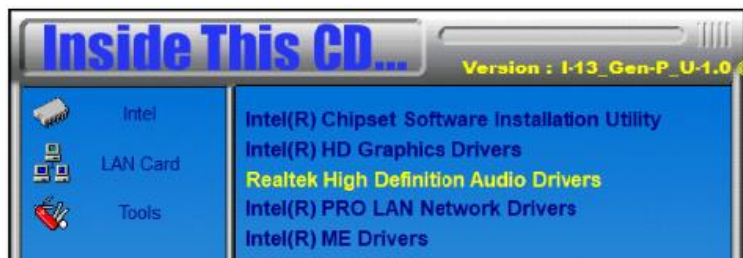 Inside This CD...
Version : I-13_Gen-P_U-1.0
Intel
LAN Card
Tools
Intel(R) Chipset Software Installation Utility
Intel(R) HD Graphics Drivers
Realtek High Definition Audio Drivers
Intel(R) PRO LAN Network Drivers
Intel(R) ME Drivers